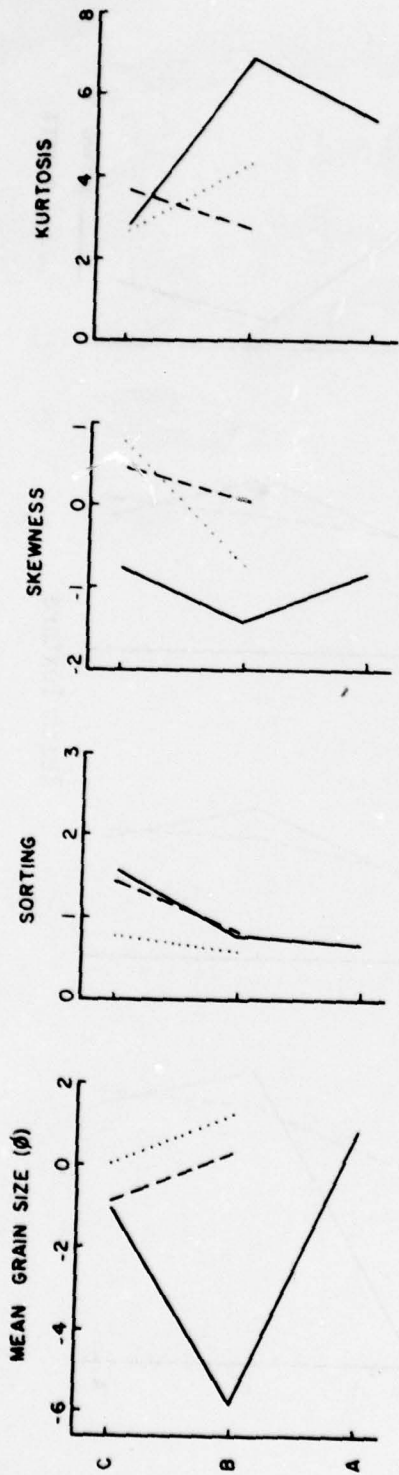 MEAN GRAIN SIZE (Ø)
-6 -4 -2 0 2
C
B
A
SORTING
0 1 2 3
SKEWNESS
-2 -1 0 1
KURTOSIS
0 2 4 6 8